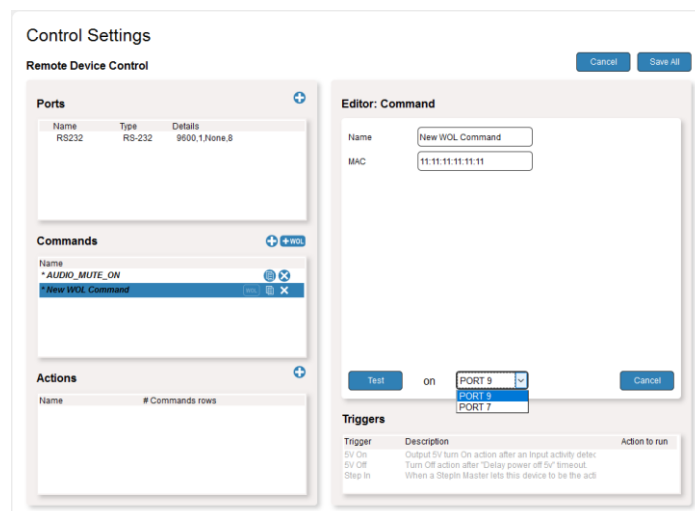 Control Settings
Remote Device Control
Cancel
Save All
Ports
Name Type Details
RS232 RS-232 9600,1,None,8
Commands
+WOL
Name
* AUDIO_MUTE_ON
* New WOL Command
WOL
Actions
Name # Commands rows
Editor: Command
Name New WOL Command
MAC 11:11:11:11:11:11
Test on PORT 9 Cancel
PORT 9
PORT 7
Triggers
Trigger Description Action to run
5V On Output 5V turn On action after an Input activity detec
5V Off Turn Off action after "Delay power off 5v" timeout.
Step In When a StepIn Master lets this device to be the acti